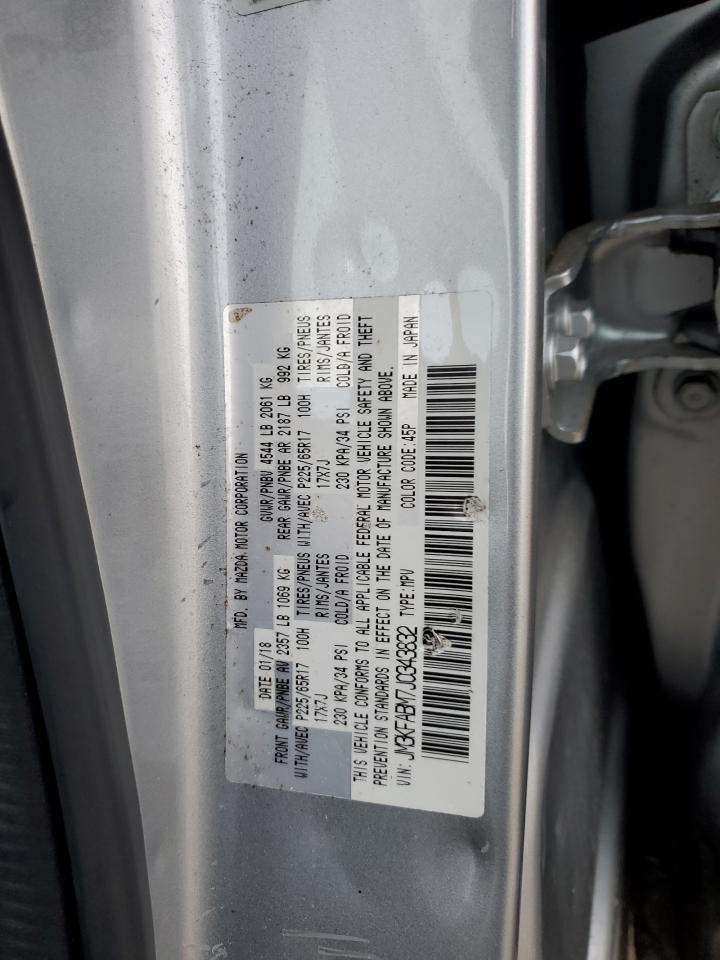 MFD. BY MAZDA MOTOR CORPORATION
DATE 01/18 GVWR/PNBV 4544 LB 2061 KG
FRONT GAWR/PNBE AV 2357 LB 1069 KG REAR GAWR/PNBE AR 2187 LB 992 KG
WITH/AVEC P225/65R17 100H TIRES/PNEUS WITH/AVEC P225/65R17 100H TIRES/PNEUS
17X7J RIMS/JANTES 17X7J RIMS/JANTES
230 KPA/34 PSI COLD/A FROID 230 KPA/34 PSI COLD/A FROID
THIS VEHICLE CONFORMS TO ALL APPLICABLE FEDERAL MOTOR VEHICLE SAFETY AND THEFT
PREVENTION STANDARDS IN EFFECT ON THE DATE OF MANUFACTURE SHOWN ABOVE.
VIN: JM3KFABM7J0343832 TYPE:MPV COLOR CODE:45P MADE IN JAPAN